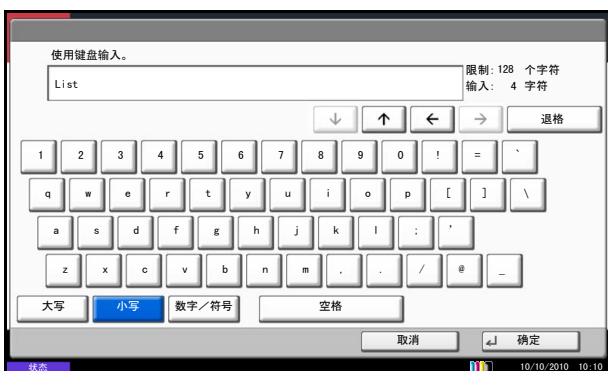 使用键盘输入。
List
限制: 128 个字符
输入: 4 字符
↓ ↑ ← → 退格
1 2 3 4 5 6 7 8 9 0 ! = `
q w e r t y u i o p [ ] \
a s d f g h j k l ; '
z x c v b n m , . / @ _
大写 小写 数字／符号 空格
取消 确定
状态 10/10/2010 10:10